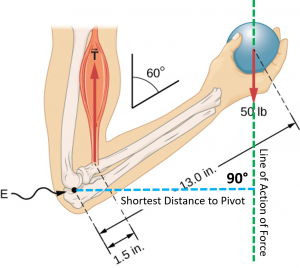 T
60°
50 lb
E
90°
13.0 in.
Shortest Distance to Pivot
Line of Action of Force
1.5 in.